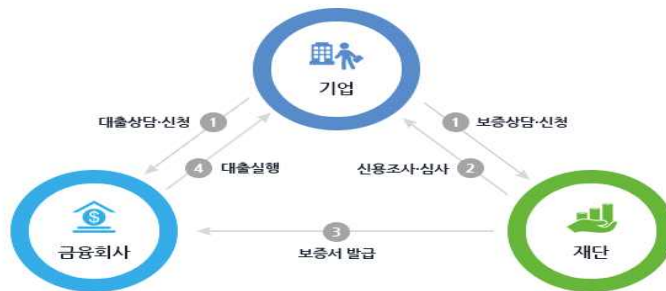 기업
대출상담·신청 1
1 보증상담·신청
4 대출실행
신용조사·심사 2
$
금융회사
3
보증서 발급
재단